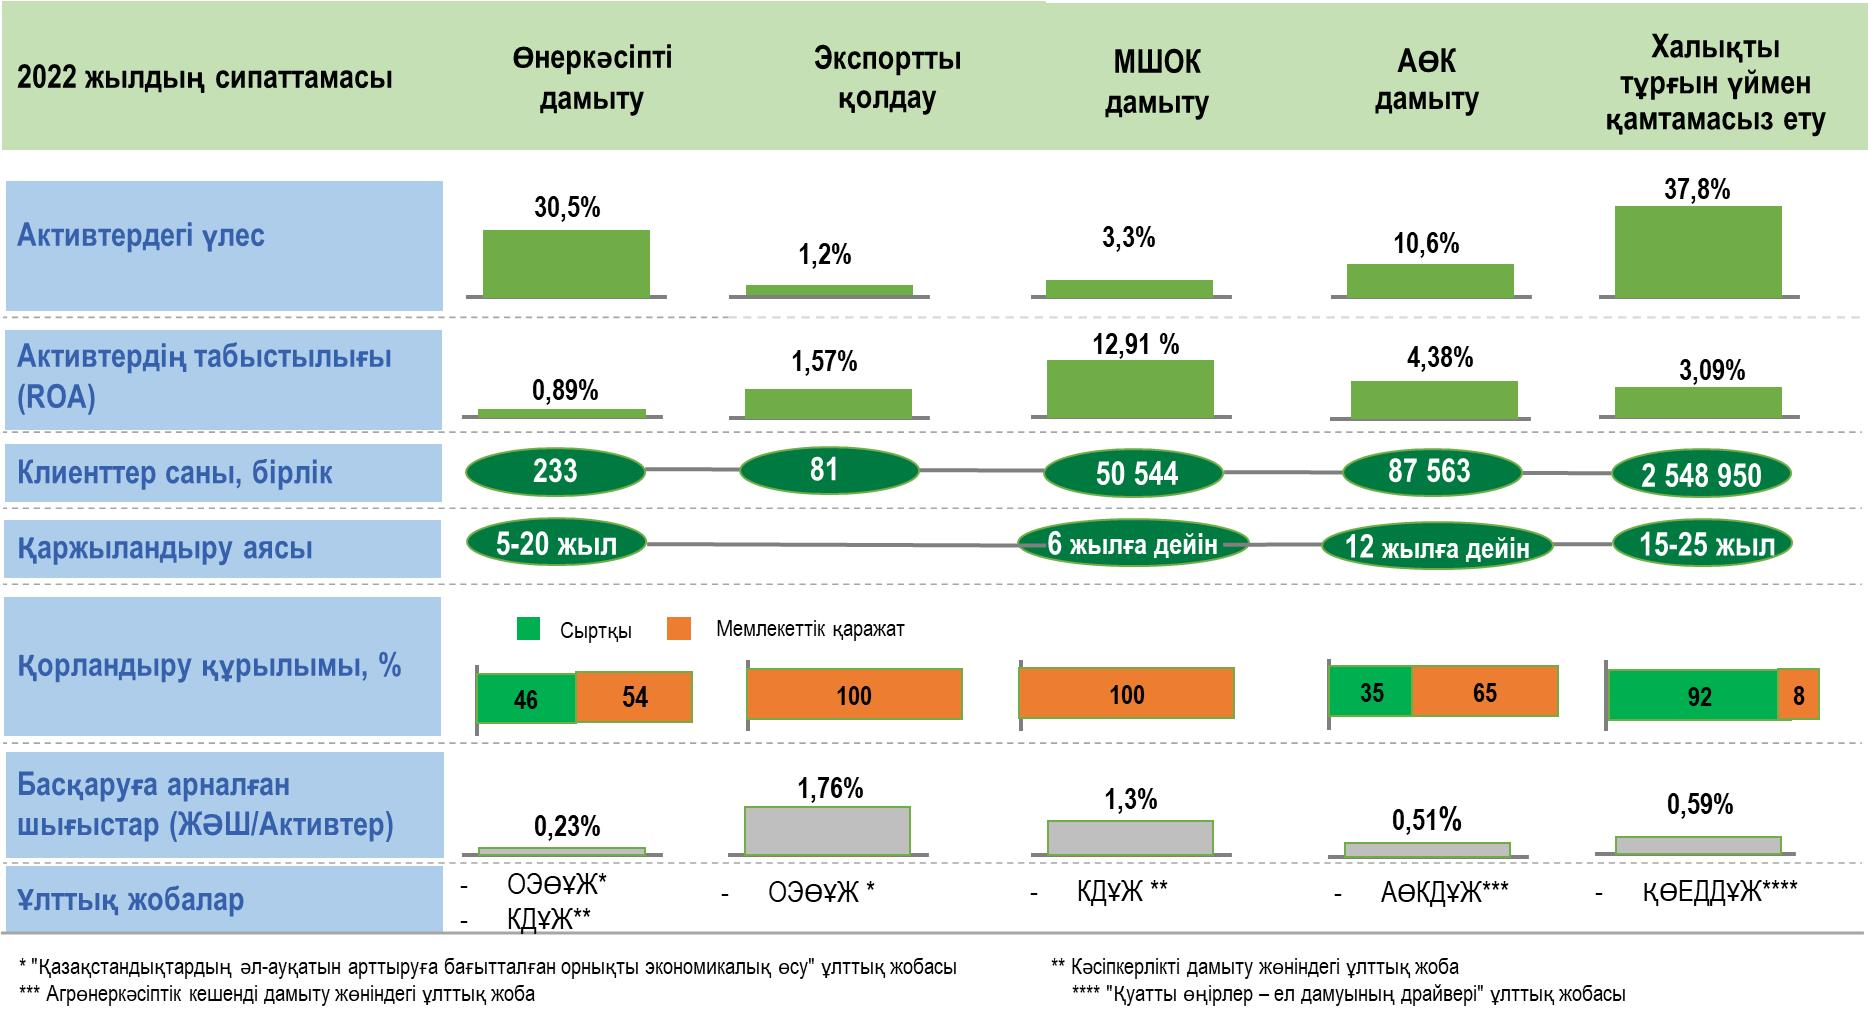 2022 жылдың сипаттамасы
Өнеркәсіпті
дамыту
Экспортты
қолдау
МШОК
дамыту
АӨК
дамыту
Халықты
тұрғын үймен
қамтамасыз ету
Активтердегі үлес
30,5%
1,2%
3,3%
10,6%
37,8%
Активтердің табыстылығы
(ROA)
0,89%
1,57%
12,91 %
4,38%
3,09%
Клиенттер саны, бірлік
233
81
50 544
87 563
2 548 950
Қаржыландыру аясы
5-20 жыл
6 жылға дейін
12 жылға дейін
15-25 жыл
Сыртқы
Мемлекеттік қаражат
Қорландыру құрылымы, %
46
54
100
100
35
65
92
8
Басқаруға арналған
шығыстар (ЖӘШ/Активтер)
0,23%
1,76%
1,3%
0,51%
0,59%
Ұлттық жобалар
- ОЭӨҰЖ*
- КДҰЖ**
- ОЭӨҰЖ *
- КДҰЖ **
- АӨКДҰЖ***
- ҚӨЕДДҰЖ****
* "Қазақстандықтардың әл-ауқатын арттыруға бағытталған орнықты экономикалық өсу" ұлттық жобасы
** Кәсіпкерлікті дамыту жөніндегі ұлттық жоба
*** Агрөнеркәсіптік кешенді дамыту жөніндегі ұлттық жоба
**** "Қуатты өңірлер – ел дамуының драйвері" ұлттық жобасы